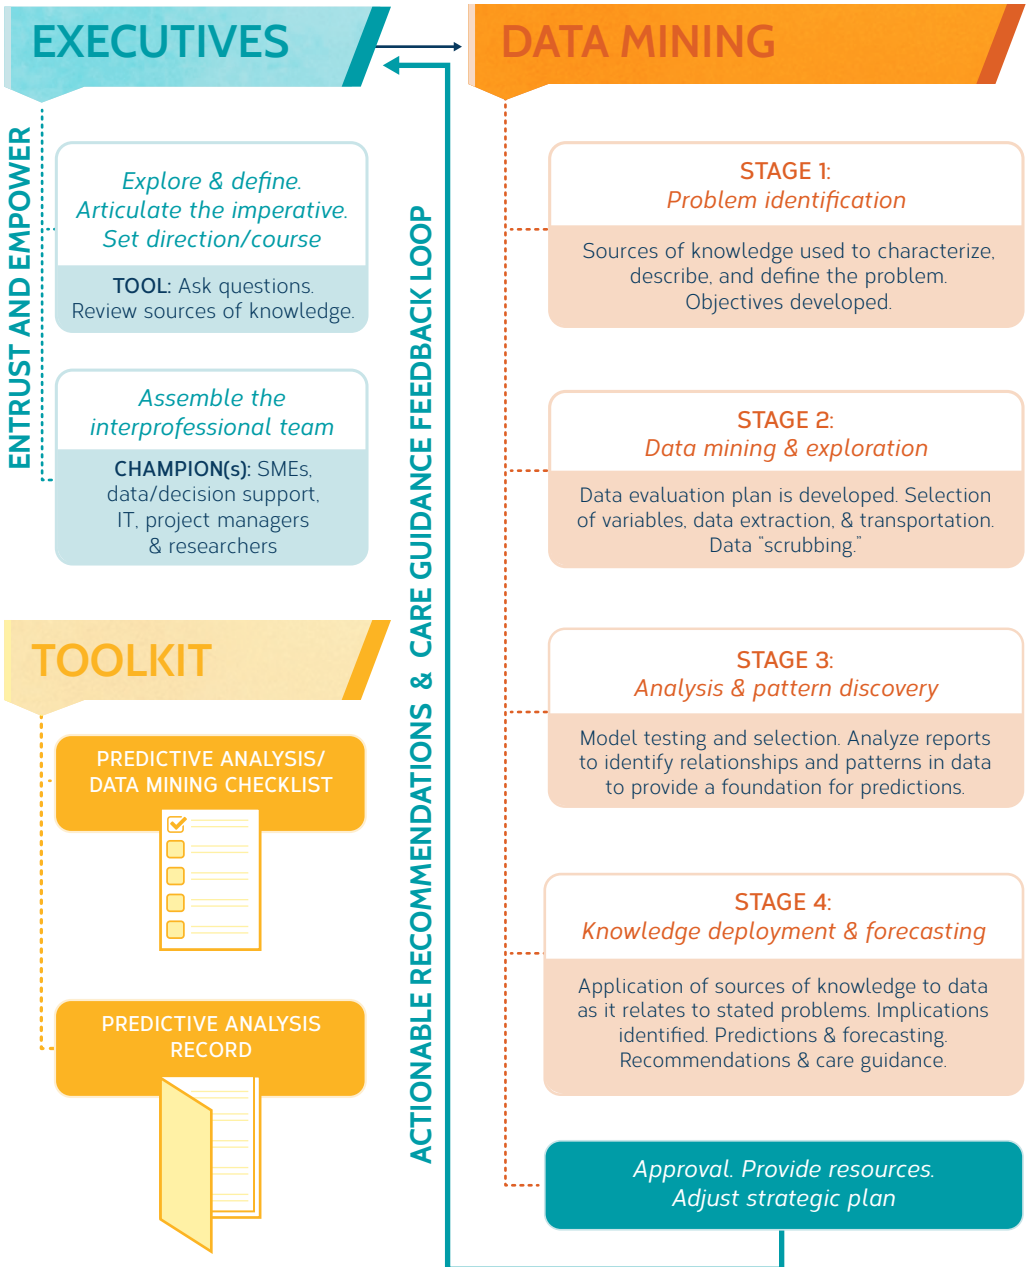 EXECUTIVES
ENTRUST AND EMPOWER
Explore & define.
Articulate the imperative.
Set direction/course
TOOL: Ask questions.
Review sources of knowledge.
Assemble the
interprofessional team
CHAMPION(s): SMEs,
data/decision support,
IT, project managers
& researchers
TOOLKIT
PREDICTIVE ANALYSIS/
DATA MINING CHECKLIST
PREDICTIVE ANALYSIS
RECORD
ACTIONABLE RECOMMENDATIONS & CARE GUIDANCE FEEDBACK LOOP
DATA MINING
STAGE 1:
Problem identification
Sources of knowledge used to characterize,
describe, and define the problem.
Objectives developed.
STAGE 2:
Data mining & exploration
Data evaluation plan is developed. Selection
of variables, data extraction, & transportation.
Data “scrubbing.”
STAGE 3:
Analysis & pattern discovery
Model testing and selection. Analyze reports
to identify relationships and patterns in data
to provide a foundation for predictions.
STAGE 4:
Knowledge deployment & forecasting
Application of sources of knowledge to data
as it relates to stated problems. Implications
identified. Predictions & forecasting.
Recommendations & care guidance.
Approval. Provide resources.
Adjust strategic plan